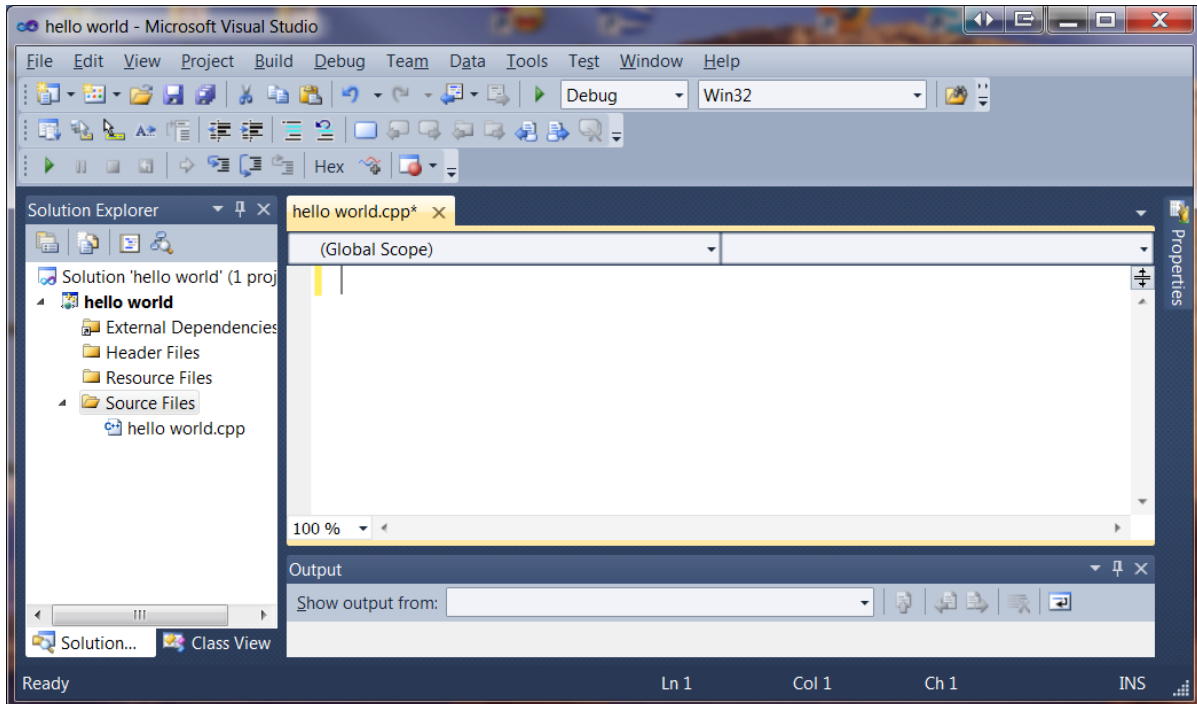 hello world - Microsoft Visual Studio
File Edit View Project Build Debug Team Data Tools Test Window Help
Debug Win32
Hex
Solution Explorer
hello world.cpp*
(Global Scope)
Solution 'hello world' (1 proj
hello world
External Dependencies
Header Files
Resource Files
Source Files
hello world.cpp
100 %
Output
Show output from:
Solution... Class View
Properties
Ready Ln 1 Col 1 Ch 1 INS